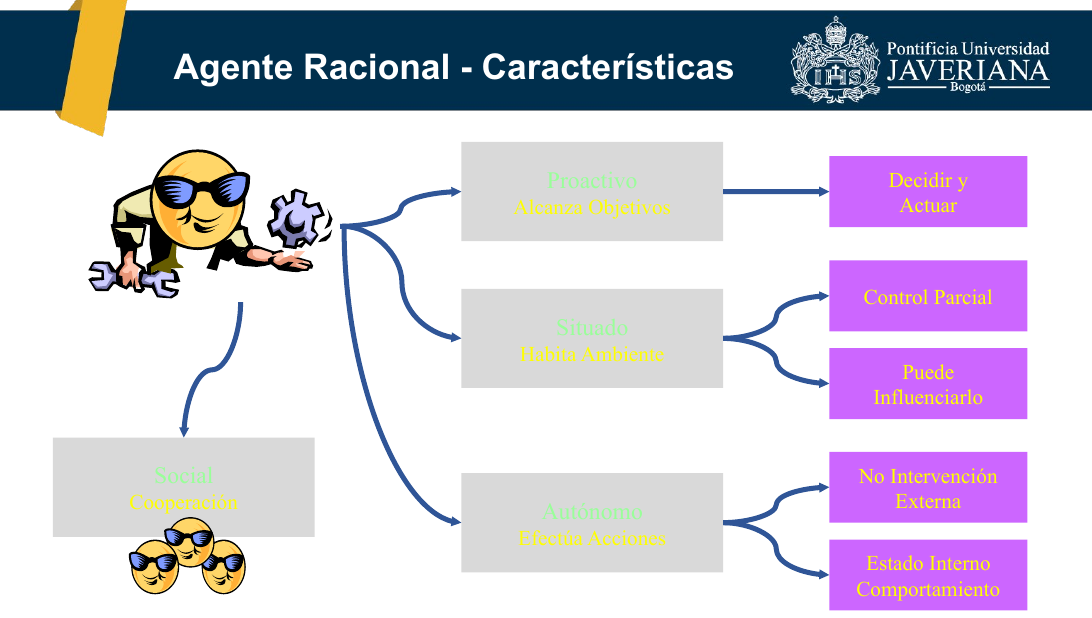 Agente Racional - Características
Pontificia Universidad
JAVERIANA
Bogotá
IHS
Proactivo
Alcanza Objetivos
Decidir y
Actuar
Situado
Habita Ambiente
Control Parcial
Puede
Influenciarlo
Social
Cooperación
Autónomo
Efectúa Acciones
No Intervención
Externa
Estado Interno
Comportamiento